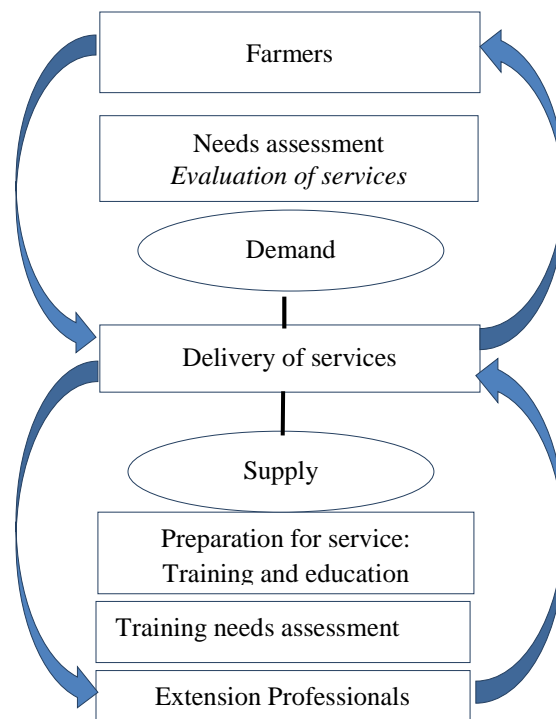 Farmers
Needs assessment
Evaluation of services
Demand
Delivery of services
Supply
Preparation for service:
Training and education
Training needs assessment
Extension Professionals